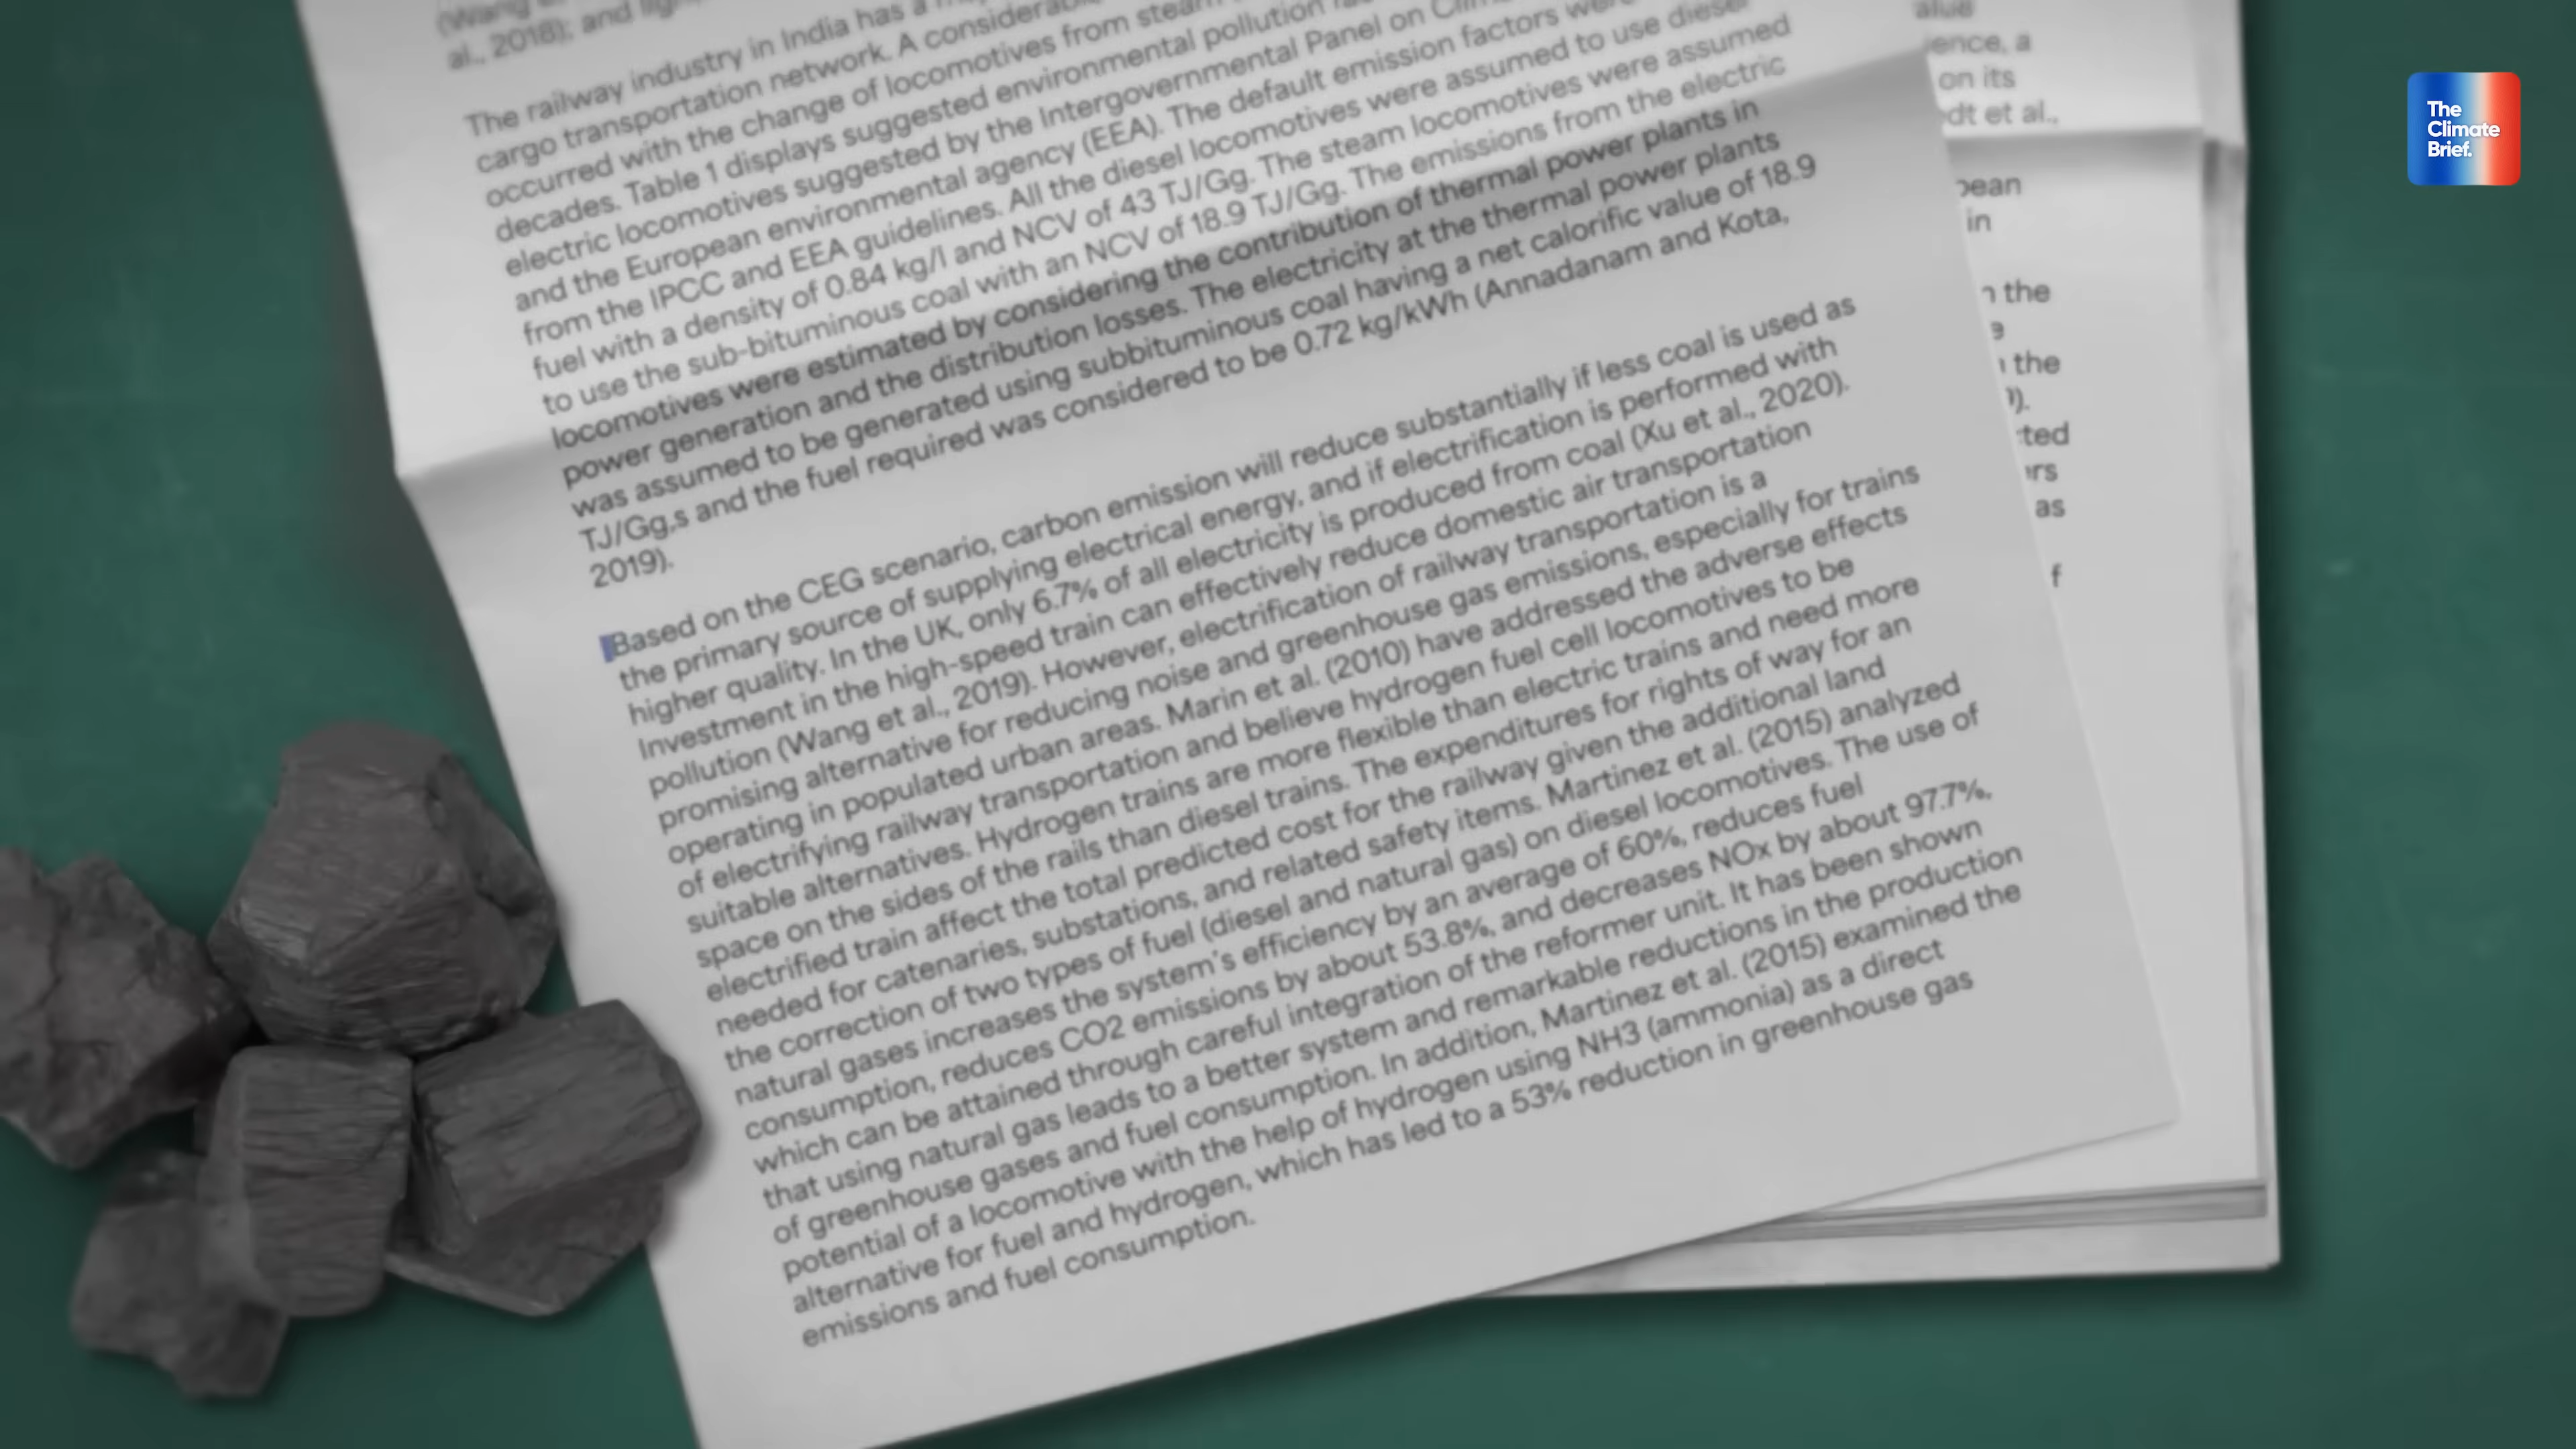 (Wang
al., 2018); and
The railway industry in India has a
cargo transportation network. A
occurred with the change of locomotives from steam
decades. Table 1 displays suggested environmental pollution
electric locomotives suggested by the Intergovernmental Panel on
and the European environmental agency (EEA). The default emission factors were
from the IPCC and EEA guidelines. All the diesel locomotives were assumed to use diesel
fuel with a density of 0.84 kg/l and NCV of 43 TJ/Gg. The steam locomotives were assumed
to use the sub-bituminous coal with an NCV of 18.9 TJ/Gg. The emissions from the electric
locomotives were estimated by considering the contribution of thermal power plants in
power generation and the distribution losses. The electricity at the thermal power plants
was assumed to be generated using subbituminous coal having a net calorific value of 18.9
TJ/Gg,s and the fuel required was considered to be 0.72 kg/kWh (Annadanam and Kota,
2019).
Based on the CEG scenario, carbon emission will reduce substantially if less coal is used as
the primary source of supplying electrical energy, and if electrification is performed with
higher quality. In the UK, only 6.7% of all electricity is produced from coal (Xu et al., 2020).
Investment in the high-speed train can effectively reduce domestic air transportation
pollution (Wang et al., 2019). However, electrification of railway transportation is a
promising alternative for reducing noise and greenhouse gas emissions, especially for trains
operating in populated urban areas. Marin et al. (2010) have addressed the adverse effects
of electrifying railway transportation and believe hydrogen fuel cell locomotives to be
suitable alternatives. Hydrogen trains are more flexible than electric trains and need more
space on the sides of the rails than diesel trains. The expenditures for rights of way for an
electrified train affect the total predicted cost for the railway given the additional land
needed for catenaries, substations, and related safety items. Martinez et al. (2015) analyzed
the correction of two types of fuel (diesel and natural gas) on diesel locomotives. The use of
natural gases increases the system's efficiency by an average of 60%, reduces fuel
consumption, reduces CO2 emissions by about 53.8%, and decreases NOx by about 97.7%,
which can be attained through careful integration of the reformer unit. It has been shown
that using natural gas leads to a better system and remarkable reductions in the production
of greenhouse gases and fuel consumption. In addition, Martinez et al. (2015) examined the
potential of a locomotive with the help of hydrogen using NH3 (ammonia) as a direct
alternative for fuel and hydrogen, which has led to a 53% reduction in greenhouse gas
emissions and fuel consumption.
a
on its
et al.,
in
the
the
as
The
Climate
Brief.